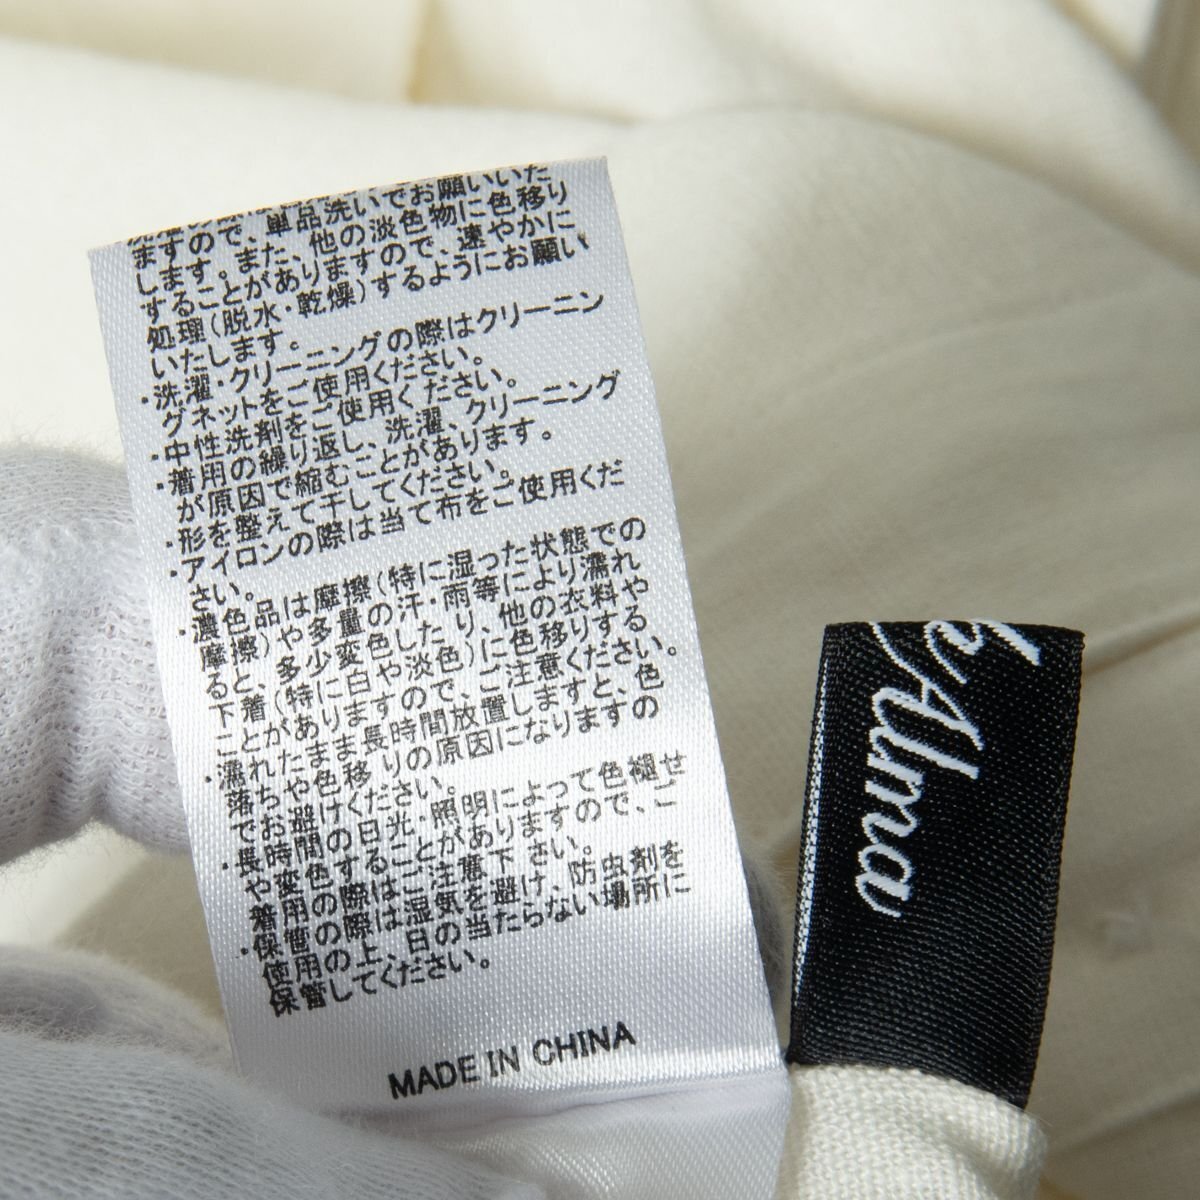 ますので、単品洗いでお願いいた
します。また、他の淡色物に色移り
することがありますので、速やかに
処理(脱水・乾燥)するようにお願い
いたします。
・洗濯・クリーニングの際はクリーニン
グネットをご使用ください。
・中性洗剤をご使用ください。
・着用の繰り返し、洗濯、クリーニング
が原因で縮むことがあります。
・形を整えて干してください。
・アイロンの際は当て布をご使用くだ
さい。
・濃色品は摩擦(特に湿った状態での
摩擦)や多量の汗・雨等により濡れ
ると、多少変色したり、他の衣料や
下着(特に白や淡色)に色移りする
ことがありますので、ご注意ください。
・濡れたまま長時間放置しますと、色
落ちや色移りの原因になりますの
でお避けください。
・長時間の日光・照明によって色褪せ
や変色することがありますので、ご
着用の際はご注意下さい。
・保管の際は湿気を避け、防虫剤を
使用の上、日の当たらない場所に
保管してください。
MADE IN CHINA
Alma